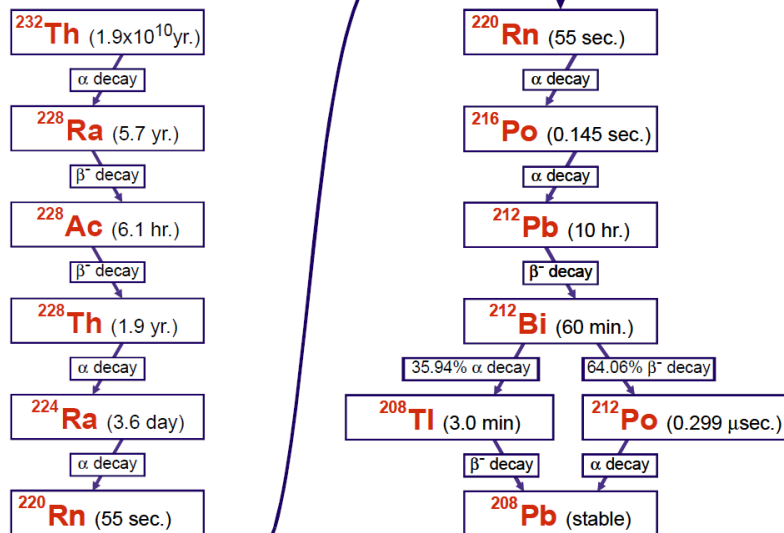 ²³²Th (1.9x10¹⁰yr.)
α decay
²²⁸Ra (5.7 yr.)
β⁻ decay
²²⁸Ac (6.1 hr.)
β⁻ decay
²²⁸Th (1.9 yr.)
α decay
²²⁴Ra (3.6 day)
α decay
²²⁰Rn (55 sec.)
²²⁰Rn (55 sec.)
α decay
²¹⁶Po (0.145 sec.)
α decay
²¹²Pb (10 hr.)
β⁻ decay
²¹²Bi (60 min.)
35.94% α decay
64.06% β⁻ decay
²⁰⁸Tl (3.0 min)
²¹²Po (0.299 μsec.)
β⁻ decay
α decay
²⁰⁸Pb (stable)